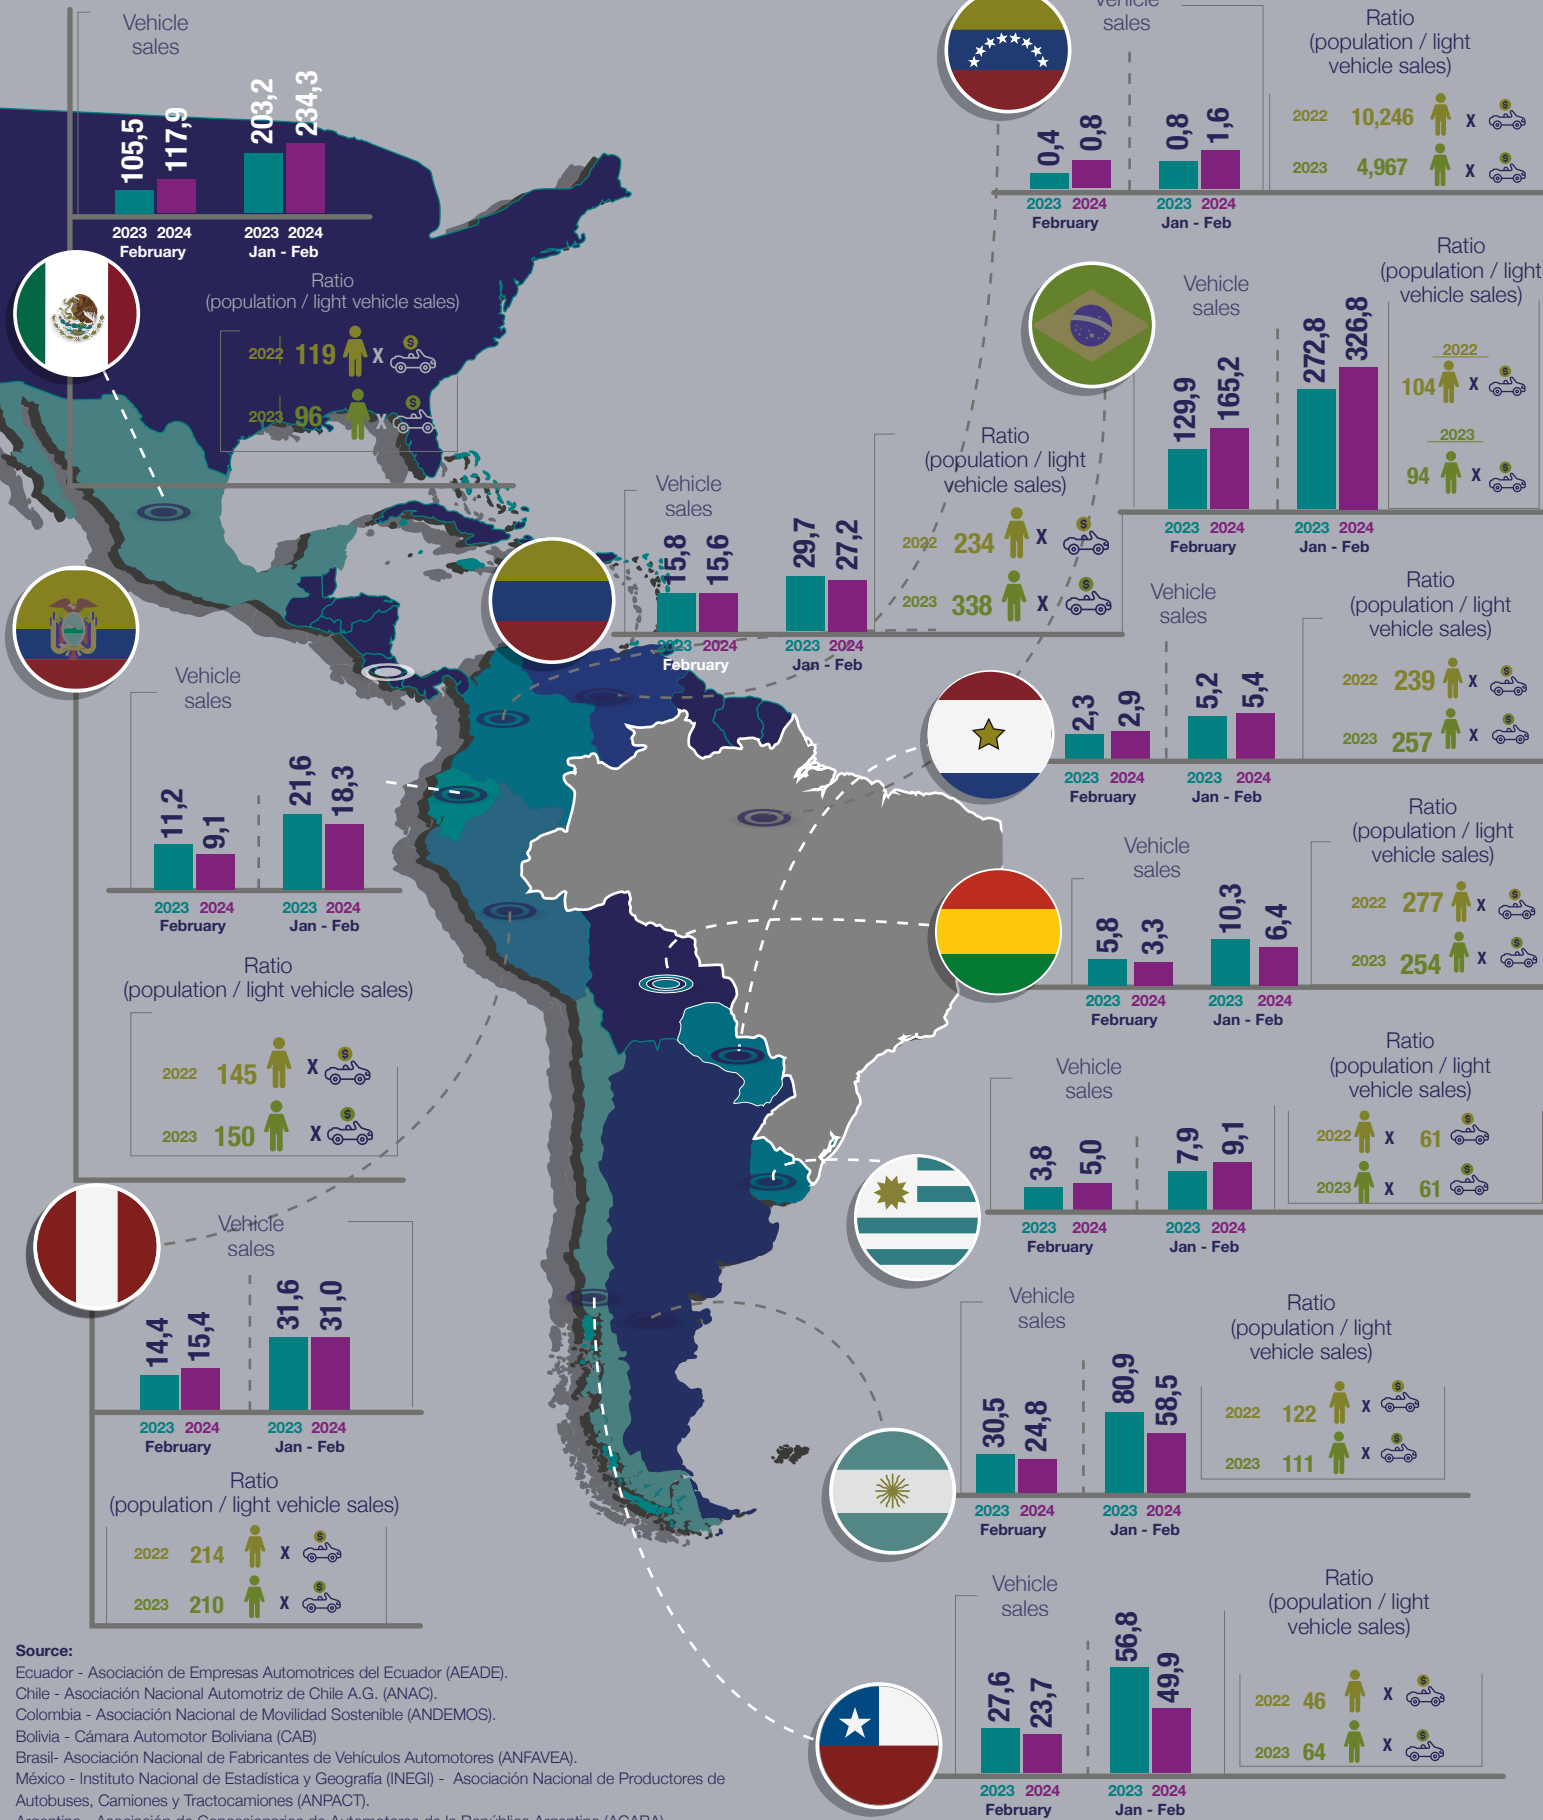 Vehicle
sales
105,5
117,9
203,2
234,3
2023 2024
February
2023 2024
Jan - Feb
Ratio
(population / light vehicle sales)
2022 119 X
2023 96 X
Vehicle
sales
0,4
0,8
0,8
1,6
2023 2024
February
2023 2024
Jan - Feb
Ratio
(population / light
vehicle sales)
2022 10,246 X
2023 4,967 X
Vehicle
sales
129,9
165,2
272,8
326,8
2023 2024
February
2023 2024
Jan - Feb
Ratio
(population / light
vehicle sales)
2022
104 X
2023
94 X
Vehicle
sales
15,8
15,6
29,7
27,2
2023 2024
February
2023 2024
Jan - Feb
Ratio
(population / light
vehicle sales)
2022 234 X
2023 338 X
Vehicle
sales
11,2
9,1
21,6
18,3
2023 2024
February
2023 2024
Jan - Feb
Ratio
(population / light vehicle sales)
2022 145 X
2023 150 X
Vehicle
sales
2,3
2,9
5,2
5,4
2023 2024
February
2023 2024
Jan - Feb
Ratio
(population / light
vehicle sales)
2022 239 X
2023 257 X
Vehicle
sales
5,8
3,3
10,3
6,4
2023 2024
February
2023 2024
Jan - Feb
Ratio
(population / light
vehicle sales)
2022 277 X
2023 254 X
Vehicle
sales
3,8
5,0
7,9
9,1
2023 2024
February
2023 2024
Jan - Feb
Ratio
(population / light
vehicle sales)
2022 X 61
2023 X 61
Vehicle
sales
14,4
15,4
31,6
31,0
2023 2024
February
2023 2024
Jan - Feb
Ratio
(population / light vehicle sales)
2022 214 X
2023 210 X
Vehicle
sales
30,5
24,8
80,9
58,5
2023 2024
February
2023 2024
Jan - Feb
Ratio
(population / light
vehicle sales)
2022 122 X
2023 111 X
Vehicle
sales
27,6
23,7
56,8
49,9
2023 2024
February
2023 2024
Jan - Feb
Ratio
(population / light
vehicle sales)
2022 46 X
2023 64 X
Source:
Ecuador - Asociación de Empresas Automotrices del Ecuador (AEADE).
Chile - Asociación Nacional Automotriz de Chile A.G. (ANAC).
Colombia - Asociación Nacional de Movilidad Sostenible (ANDEMOS).
Bolivia - Cámara Automotor Boliviana (CAB)
Brasil- Asociación Nacional de Fabricantes de Vehículos Automotores (ANFAVEA).
México - Instituto Nacional de Estadística y Geografía (INEGI) - Asociación Nacional de Productores de
Autobuses, Camiones y Tractocamiones (ANPACT).
Argentina - Asociación de Concesionarios de Automotores de la República Argentina (ACARA)